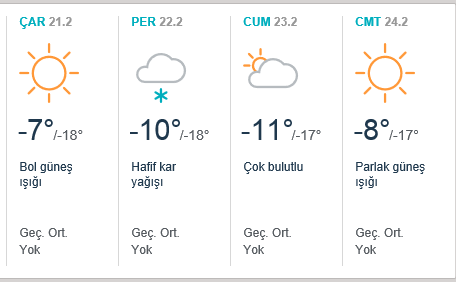 ÇAR 21.2
-7°/-18°
Bol güneş
ışığı
Geç. Ort.
Yok
PER 22.2
-10°/-18°
Hafif kar
yağışı
Geç. Ort.
Yok
CUM 23.2
-11°/-17°
Çok bulutlu
Geç. Ort.
Yok
CMT 24.2
-8°/-17°
Parlak güneş
ışığı
Geç. Ort.
Yok